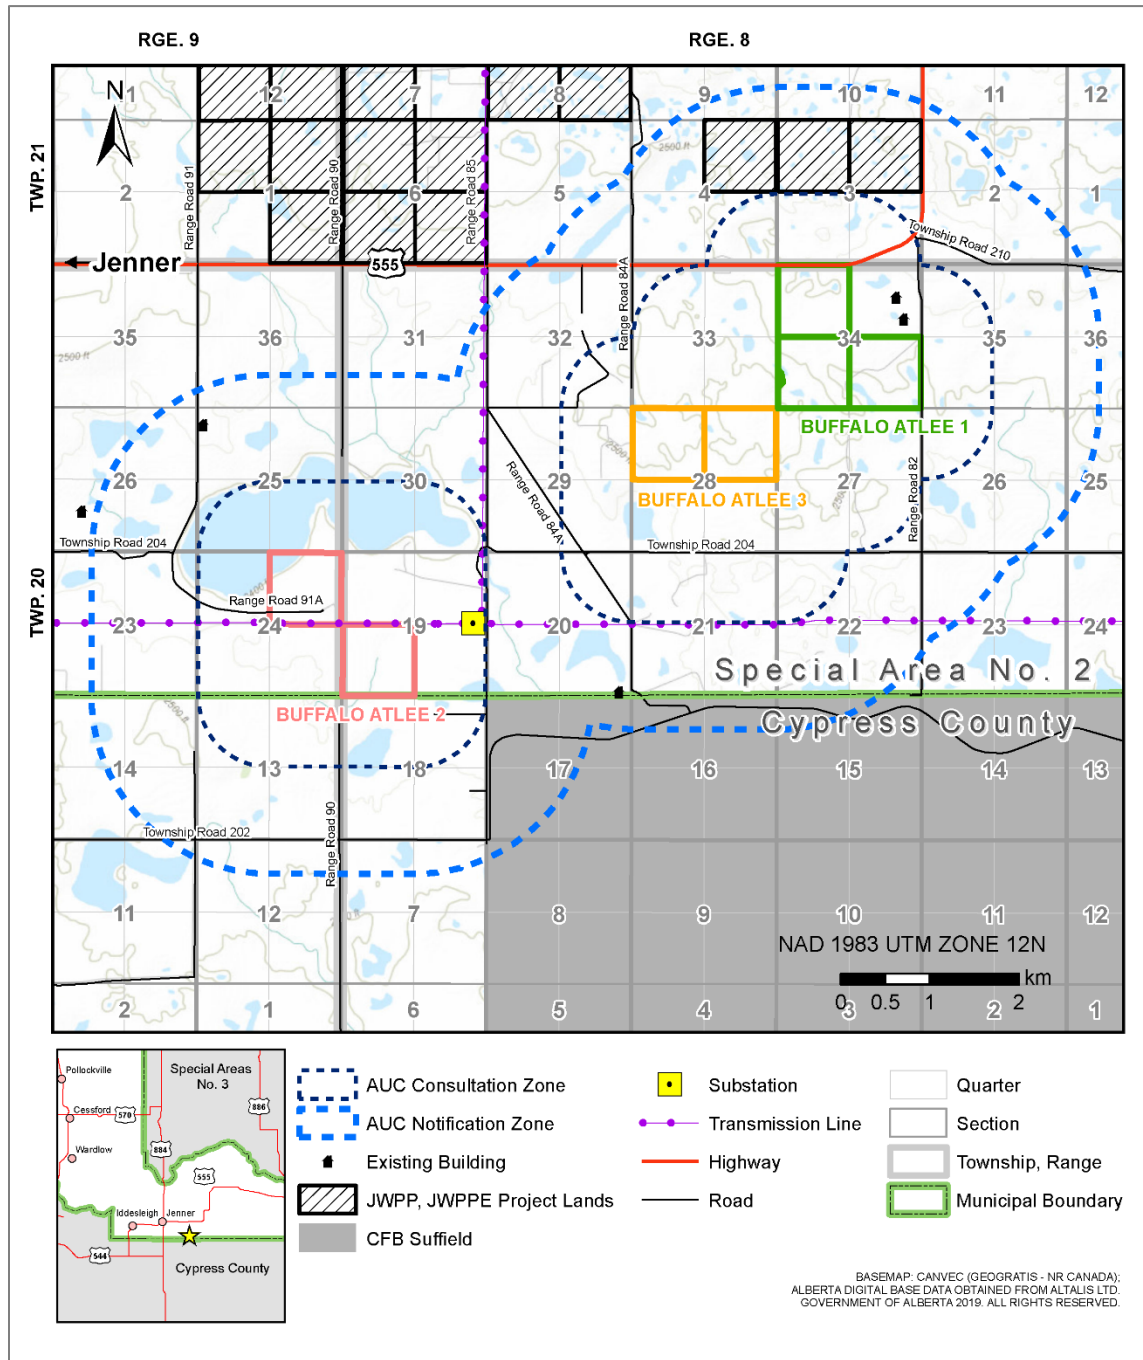 RGE. 9
RGE. 8
TWP. 21
TWP. 20
N
1
12
7
8
9
10
11
12
2
1
6
5
4
3
2
1
2500 ft
Range Road 91
Range Road 90
Range Road 85
Range Road 84A
Township Road 210
Jenner
555
35
36
31
32
33
34
35
36
2500 ft
BUFFALO ATLEE 1
26
25
30
29
28
27
26
25
2500 ft
BUFFALO ATLEE 3
Range Road 84A
Range Road 82
Township Road 204
Township Road 204
Range Road 91A
23
24
19
20
21
22
23
24
Special Area No. 2
BUFFALO ATLEE 2
Cypress County
2500 ft
14
13
18
17
16
15
14
13
Township Road 202
Range Road 90
11
12
7
8
9
10
11
12
NAD 1983 UTM ZONE 12N
km
0 0.5 1 2
2
1
6
5
4
3
2
1
Pollockville
Special Areas
No. 3
Cessford
570
886
Wardlow
884
555
Iddesleigh
Jenner
544
Cypress County
AUC Consultation Zone
AUC Notification Zone
Existing Building
JWPP, JWPPE Project Lands
CFB Suffield
Substation
Transmission Line
Highway
Road
Quarter
Section
Township, Range
Municipal Boundary
BASEMAP: CANVEC (GEOGRATIS - NR CANADA);
ALBERTA DIGITAL BASE DATA OBTAINED FROM ALTALIS LTD.
GOVERNMENT OF ALBERTA 2019. ALL RIGHTS RESERVED.